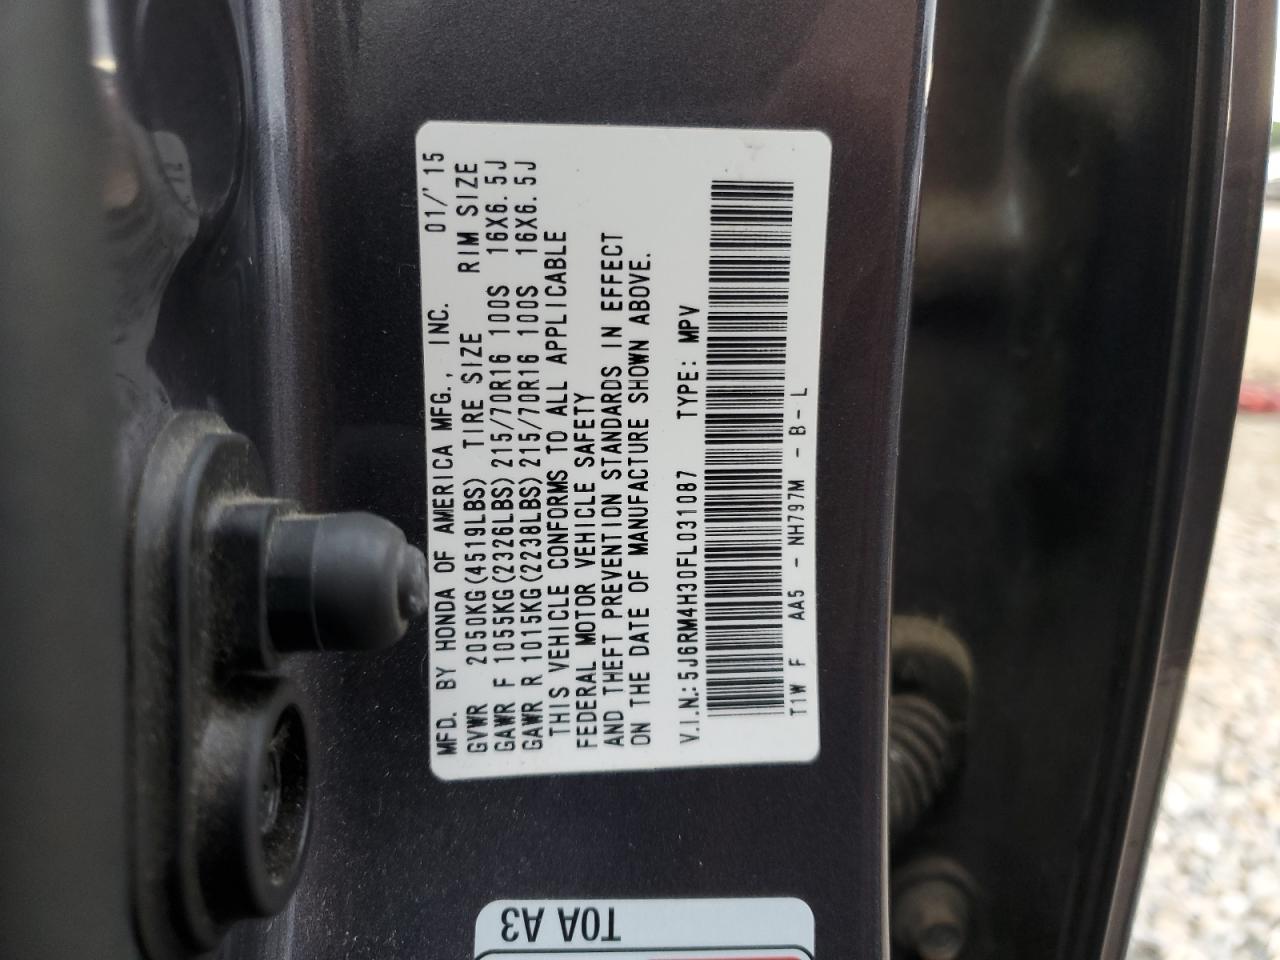 MFD. BY HONDA OF AMERICA MFG., INC. 01/'15
GVWR 2050KG(4519LBS) TIRE SIZE RIM SIZE
GAWR F 1055KG(2326LBS)215/70R16 100S 16X6.5J
GAWR R 1015KG(2238LBS)215/70R16 100S 16X6.5J
THIS VEHICLE CONFORMS TO ALL APPLICABLE
FEDERAL MOTOR VEHICLE SAFETY
AND THEFT PREVENTION STANDARDS IN EFFECT
ON THE DATE OF MANUFACTURE SHOWN ABOVE.
V.I.N.:5J6RM4H30FL031087 TYPE: MPV
T1W F AA5 - NH797M - B - L
T0A A3